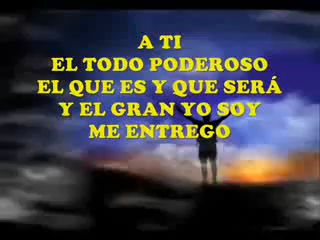 A TI
EL TODO PODEROSO
EL QUE ES Y QUE SERÁ
Y EL GRAN YO SOY
ME ENTREGO